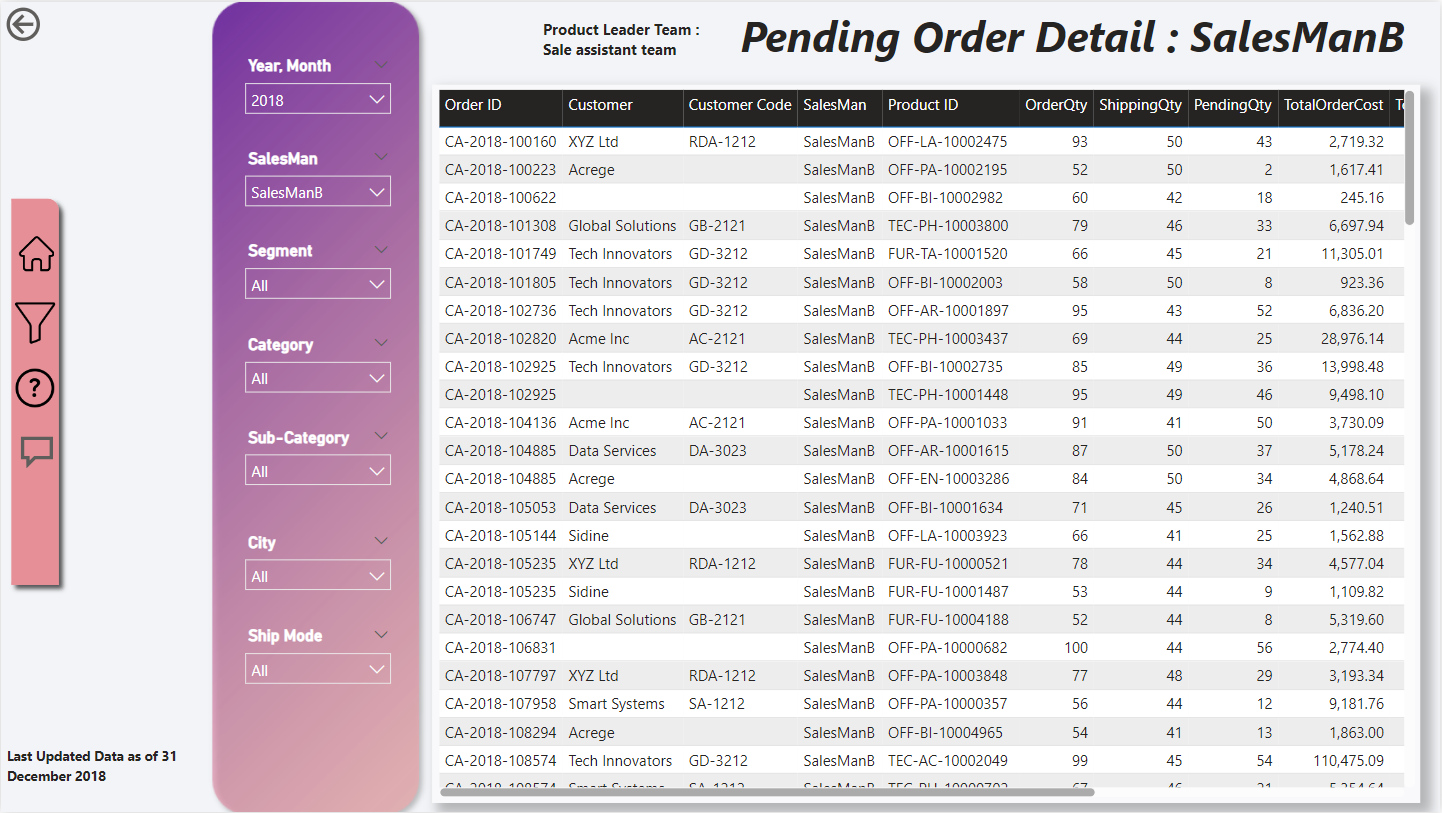 Product Leader Team :
Sale assistant team
Pending Order Detail : SalesManB
Year, Month
2018
SalesMan
SalesManB
Segment
All
Category
All
Sub-Category
All
City
All
Ship Mode
All
?
Last Updated Data as of 31
December 2018
Order ID Customer Customer Code SalesMan Product ID OrderQty ShippingQty PendingQty TotalOrderCost
CA-2018-100160 XYZ Ltd RDA-1212 SalesManB OFF-LA-10002475 93 50 43 2,719.32
CA-2018-100223 Acrege SalesManB OFF-PA-10002195 52 50 2 1,617.41
CA-2018-100622 SalesManB OFF-BI-10002982 60 42 18 245.16
CA-2018-101308 Global Solutions GB-2121 SalesManB TEC-PH-10003800 79 46 33 6,697.94
CA-2018-101749 Tech Innovators GD-3212 SalesManB FUR-TA-10001520 66 45 21 11,305.01
CA-2018-101805 Tech Innovators GD-3212 SalesManB OFF-BI-10002003 58 50 8 923.36
CA-2018-102736 Tech Innovators GD-3212 SalesManB OFF-AR-10001897 95 43 52 6,836.20
CA-2018-102820 Acme Inc AC-2121 SalesManB TEC-PH-10003437 69 44 25 28,976.14
CA-2018-102925 Tech Innovators GD-3212 SalesManB OFF-BI-10002735 85 49 36 13,998.48
CA-2018-102925 SalesManB TEC-PH-10001448 95 49 46 9,498.10
CA-2018-104136 Acme Inc AC-2121 SalesManB OFF-PA-10001033 91 41 50 3,730.09
CA-2018-104885 Data Services DA-3023 SalesManB OFF-AR-10001615 87 50 37 5,178.24
CA-2018-104885 Acrege SalesManB OFF-EN-10003286 84 50 34 4,868.64
CA-2018-105053 Data Services DA-3023 SalesManB OFF-BI-10001634 71 45 26 1,240.51
CA-2018-105144 Sidine SalesManB OFF-LA-10003923 66 41 25 1,562.88
CA-2018-105235 XYZ Ltd RDA-1212 SalesManB FUR-FU-10000521 78 44 34 4,577.04
CA-2018-105235 Sidine SalesManB FUR-FU-10001487 53 44 9 1,109.82
CA-2018-106747 Global Solutions GB-2121 SalesManB FUR-FU-10004188 52 44 8 5,319.60
CA-2018-106831 SalesManB OFF-PA-10000682 100 44 56 2,774.40
CA-2018-107797 XYZ Ltd RDA-1212 SalesManB OFF-PA-10003848 77 48 29 3,193.34
CA-2018-107958 Smart Systems SA-1212 SalesManB OFF-PA-10000357 56 44 12 9,181.76
CA-2018-108294 Acrege SalesManB OFF-BI-10004965 54 41 13 1,863.00
CA-2018-108574 Tech Innovators GD-3212 SalesManB TEC-AC-10002049 99 45 54 110,475.09